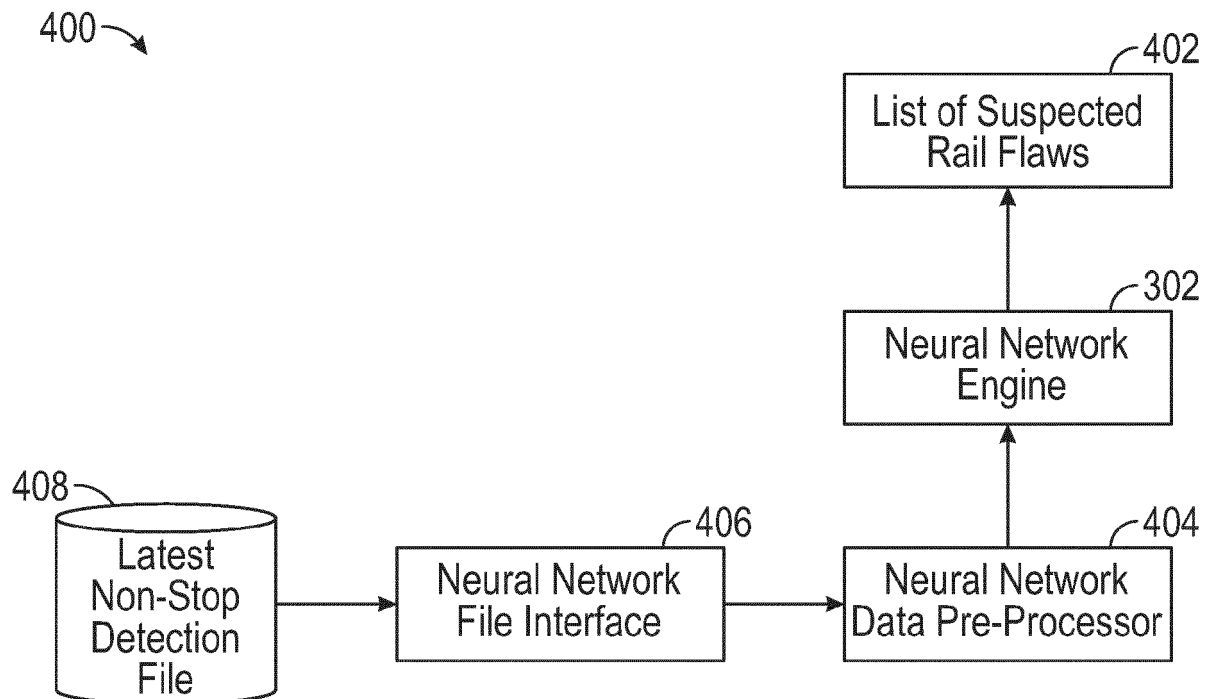 400
402
List of Suspected
Rail Flaws
302
Neural Network
Engine
408
Latest
Non-Stop
Detection
File
406
Neural Network
File Interface
404
Neural Network
Data Pre-Processor